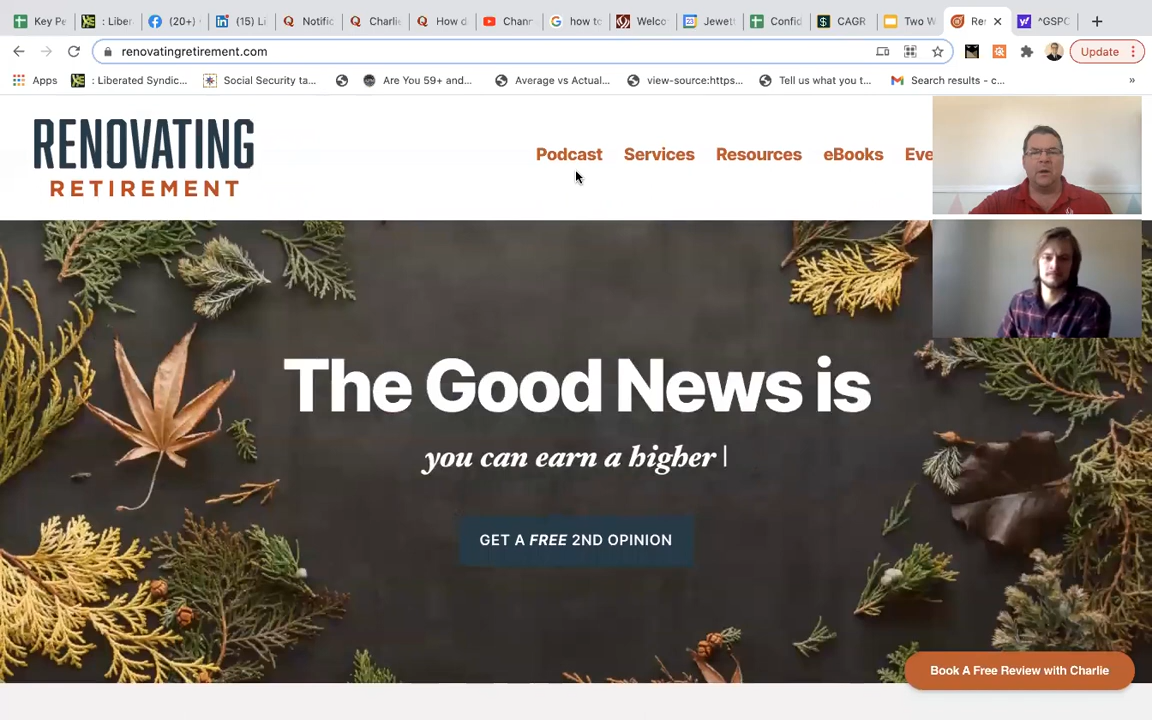 Key Pe
: Liber
(20+)
(15) Li
Notific
Charlie
How d
Chann
how to
Welco
Jewett
Confid
CAGR
Two W
Re
^GSPC
renovatingretirement.com
Update
Apps
: Liberated Syndic...
Social Security ta...
Are You 59+ and...
Average vs Actual...
view-source:https...
Tell us what you t...
Search results - c...
»
RENOVATING
RETIREMENT
Podcast Services Resources eBooks Eve
The Good News is
you can earn a higher |
GET A FREE 2ND OPINION
Book A Free Review with Charlie